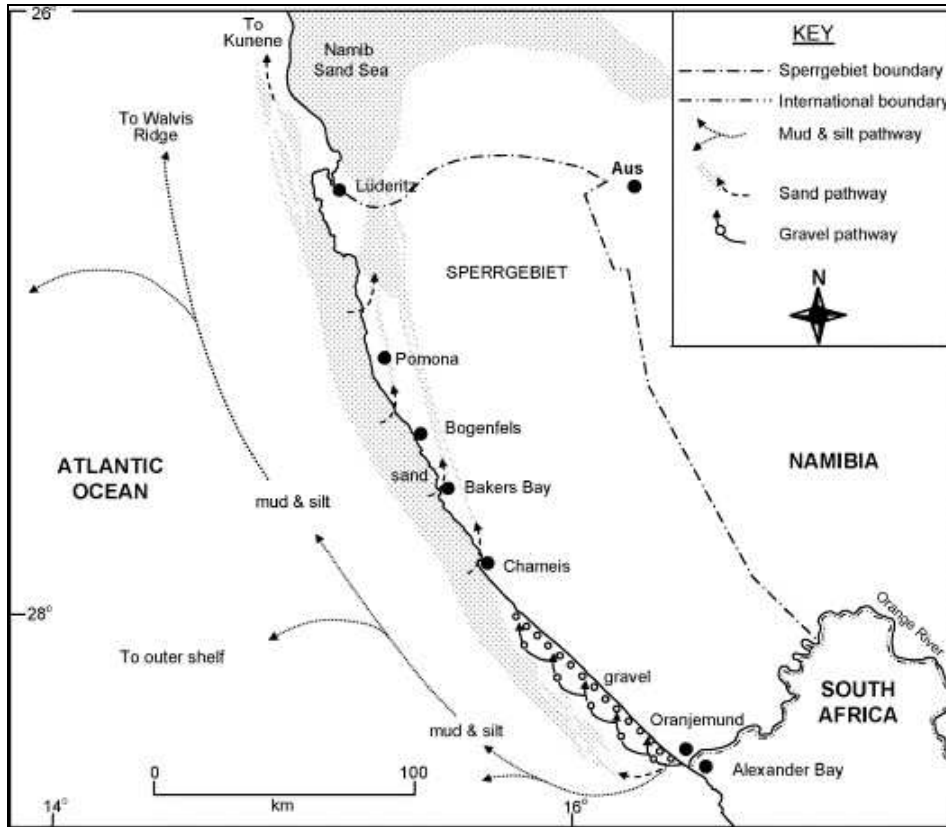 26°
To
Kunene
Namib
Sand Sea
KEY
Sperrgebiet boundary
International boundary
Mud & silt pathway
Sand pathway
Gravel pathway
N
To Walvis
Ridge
Lüderitz
Aus
SPERRGEBIET
Pomona
Bogenfels
ATLANTIC
OCEAN
sand
Bakers Bay
NAMIBIA
mud & silt
Chameis
28°
Orange River
To outer shelf
gravel
SOUTH
AFRICA
mud & silt
Oranjemund
Alexander Bay
0
100
km
14°
16°